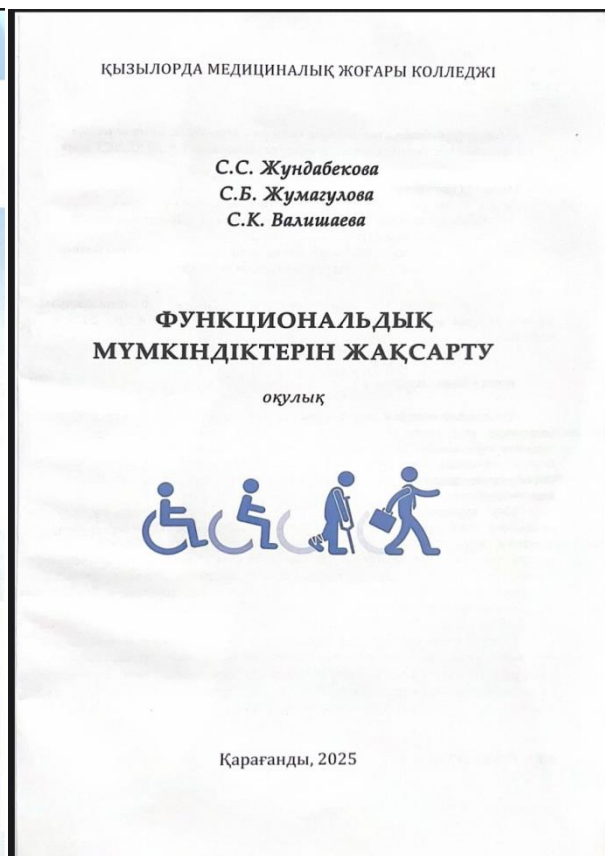 ҚЫЗЫЛОРДА МЕДИЦИНАЛЫҚ ЖОҒАРЫ КОЛЛЕДЖІ
С.С. Жундабекова
С.Б. Жумагулова
С.К. Валишаева
ФУНКЦИОНАЛЬДЫҚ
МҮМКІНДІКТЕРІН ЖАҚСАРТУ
оқулық
Қарағанды, 2025